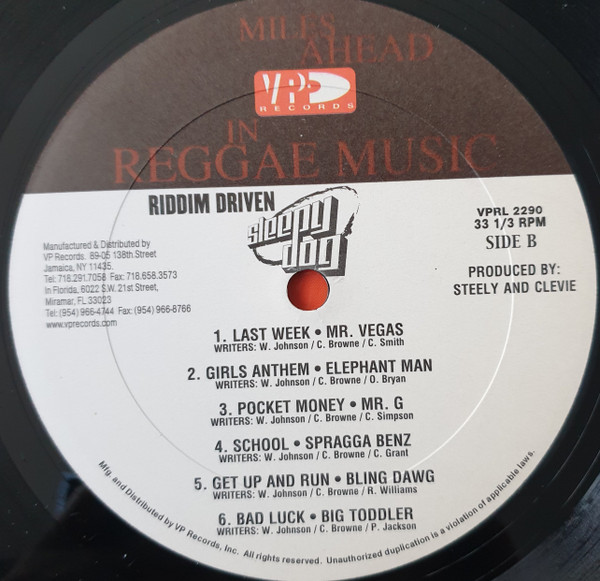 MILES
AHEAD
VP
RECORDS
IN
REGGAE MUSIC
RIDDIM DRIVEN
sleepy
dog
Manufactured & Distributed by
VP Records. 89-05 138th.Street
Jamaica, NY 11435.
Tel: 718.291.7058 Fax: 718.658.3573
In Florida, 6022 S.W. 21st Street,
Miramar, FL 33023
Tel: (954) 966-4744 Fax: (954) 966-8766
www.vprecords.com
VPRL 2290
33 1/3 RPM
SIDE B
PRODUCED BY:
STEELY AND CLEVIE
1. LAST WEEK • MR. VEGAS
WRITERS: W. Johnson / C. Browne / C. Smith
2. GIRLS ANTHEM • ELEPHANT MAN
WRITERS: W. Johnson / C. Browne / O. Bryan
3. POCKET MONEY • MR. G
WRITERS: W. Johnson / C. Browne / C. Simpson
4. SCHOOL • SPRAGGA BENZ
WRITERS: W. Johnson / C. Browne / C. Grant
5. GET UP AND RUN • BLING DAWG
WRITERS: W. Johnson / C. Browne / R. Williams
6. BAD LUCK • BIG TODDLER
WRITERS: W. Johnson / C. Browne / P. Jackson
Mfg. and Distributed by VP Records, Inc. All rights reserved. Unauthorized duplication is a violation of applicable laws.